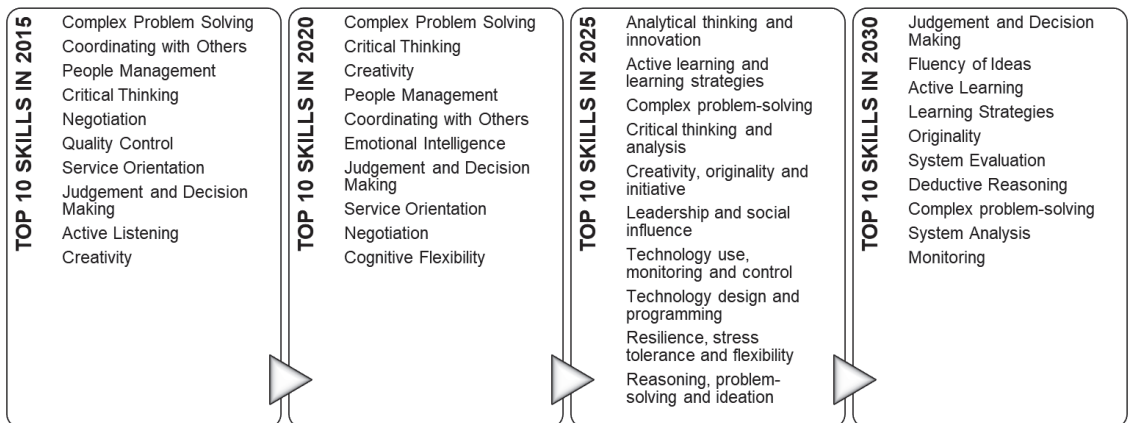 TOP 10 SKILLS IN 2015
Complex Problem Solving
Coordinating with Others
People Management
Critical Thinking
Negotiation
Quality Control
Service Orientation
Judgement and Decision
Making
Active Listening
Creativity
TOP 10 SKILLS IN 2020
Complex Problem Solving
Critical Thinking
Creativity
People Management
Coordinating with Others
Emotional Intelligence
Judgement and Decision
Making
Service Orientation
Negotiation
Cognitive Flexibility
TOP 10 SKILLS IN 2025
Analytical thinking and
innovation
Active learning and
learning strategies
Complex problem-solving
Critical thinking and
analysis
Creativity, originality and
initiative
Leadership and social
influence
Technology use,
monitoring and control
Technology design and
programming
Resilience, stress
tolerance and flexibility
Reasoning, problem-
solving and ideation
TOP 10 SKILLS IN 2030
Judgement and Decision
Making
Fluency of Ideas
Active Learning
Learning Strategies
Originality
System Evaluation
Deductive Reasoning
Complex problem-solving
System Analysis
Monitoring